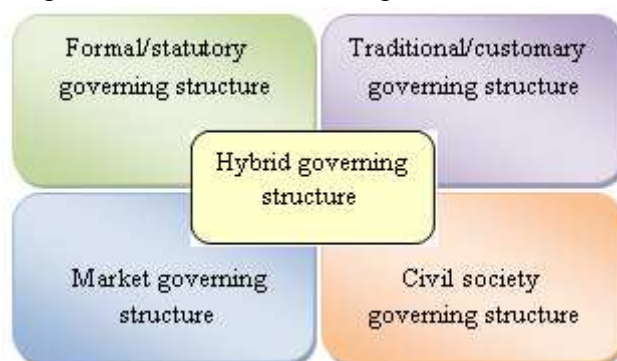 Formal/statutory
governing structure
Traditional/customary
governing structure
Hybrid governing
structure
Market governing
structure
Civil society
governing structure